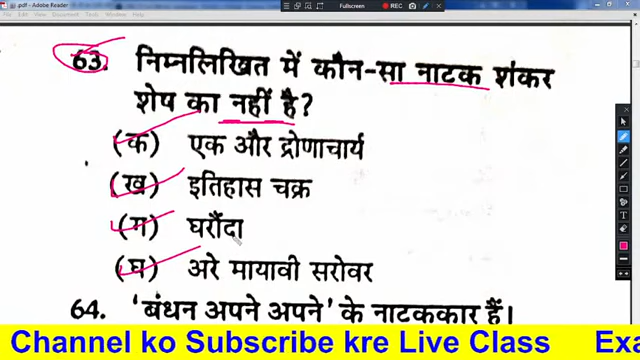 .pdf - Adobe Reader
Fullscreen
REC
63. निम्नलिखित में कौन-सा नाटक शंकर
शेष का नहीं है?
(क) एक और द्रोणाचार्य
(ख) इतिहास चक्र
(ग) घरौंदा
(घ) अरे मायावी सरोवर
64. 'बंधन अपने अपने' के नाटककार हैं।
Channel ko Subscribe kre Live Class Exa